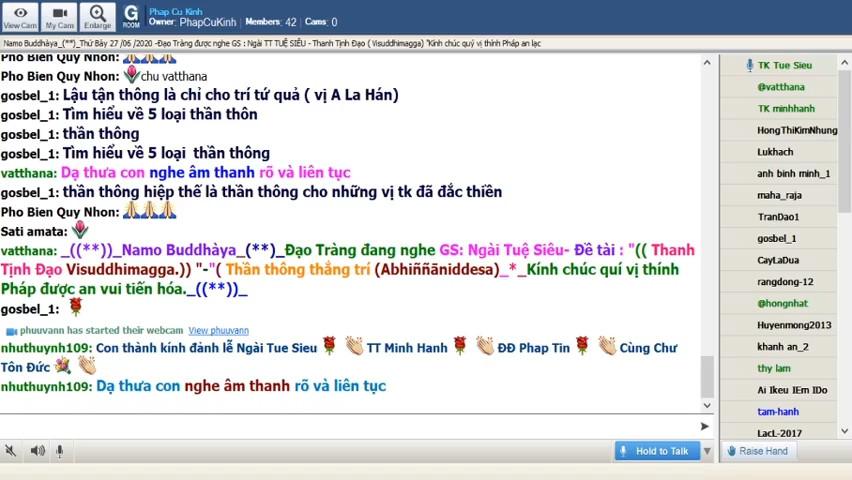 Phap Cu Kinh
Owner: PhapCuKinh Members: 42 Cams: 0
View Cam My Cam Enlarge G ROOM
Namo Buddhàya_(**)_Thứ Bảy 27 /06 /2020 -Đạo Tràng được nghe GS : Ngài TT TUỆ SIÊU - Thanh Tịnh Đạo ( Visuddhimagga) "Kính chúc quý vị thính Pháp an lạc
Pho Bien Quy Nhon:
Pho Bien Quy Nhon: chu vatthana
gosbel_1: Lậu tận thông là chỉ cho trí tứ quả ( vị A La Hán)
gosbel_1: Tìm hiểu về 5 loại thần thôn
gosbel_1: thần thông
gosbel_1: Tìm hiểu về 5 loại thần thông
vatthana: Dạ thưa con nghe âm thanh rõ và liên tục
gosbel_1: thần thông hiệp thế là thần thông cho những vị tk đã đắc thiền
Pho Bien Quy Nhon:
Sati amata:
vatthana: _((**))_Namo Buddhàya_(**)_Đạo Tràng đang nghe GS: Ngài Tuệ Siêu- Đề tài : "(( Thanh
Tịnh Đạo Visuddhimagga.)) "-"( Thần thông thắng trí (Abhiññāniddesa)_*_Kính chúc quí vị thính
Pháp được an vui tiến hóa._((**))_
gosbel_1:
phuuvann has started their webcam View phuuvann
nhuthuynh109: Con thành kính đảnh lễ Ngài Tue Sieu TT Minh Hanh ĐĐ Phap Tin Cùng Chư
Tôn Đức
nhuthuynh109: Dạ thưa con nghe âm thanh rõ và liên tục
Hold to Talk
TK Tue Sieu
@vatthana
TK minhhanh
HongThiKimNhung
Lukhach
anh binh minh_1
maha_raja
TranDao1
gosbel_1
CayLaDua
rangdong-12
@hongnhat
Huyenmong2013
khanh an_2
thy lam
Ai Ikeu IEm IDo
tam-hanh
LacL-2017
Raise Hand